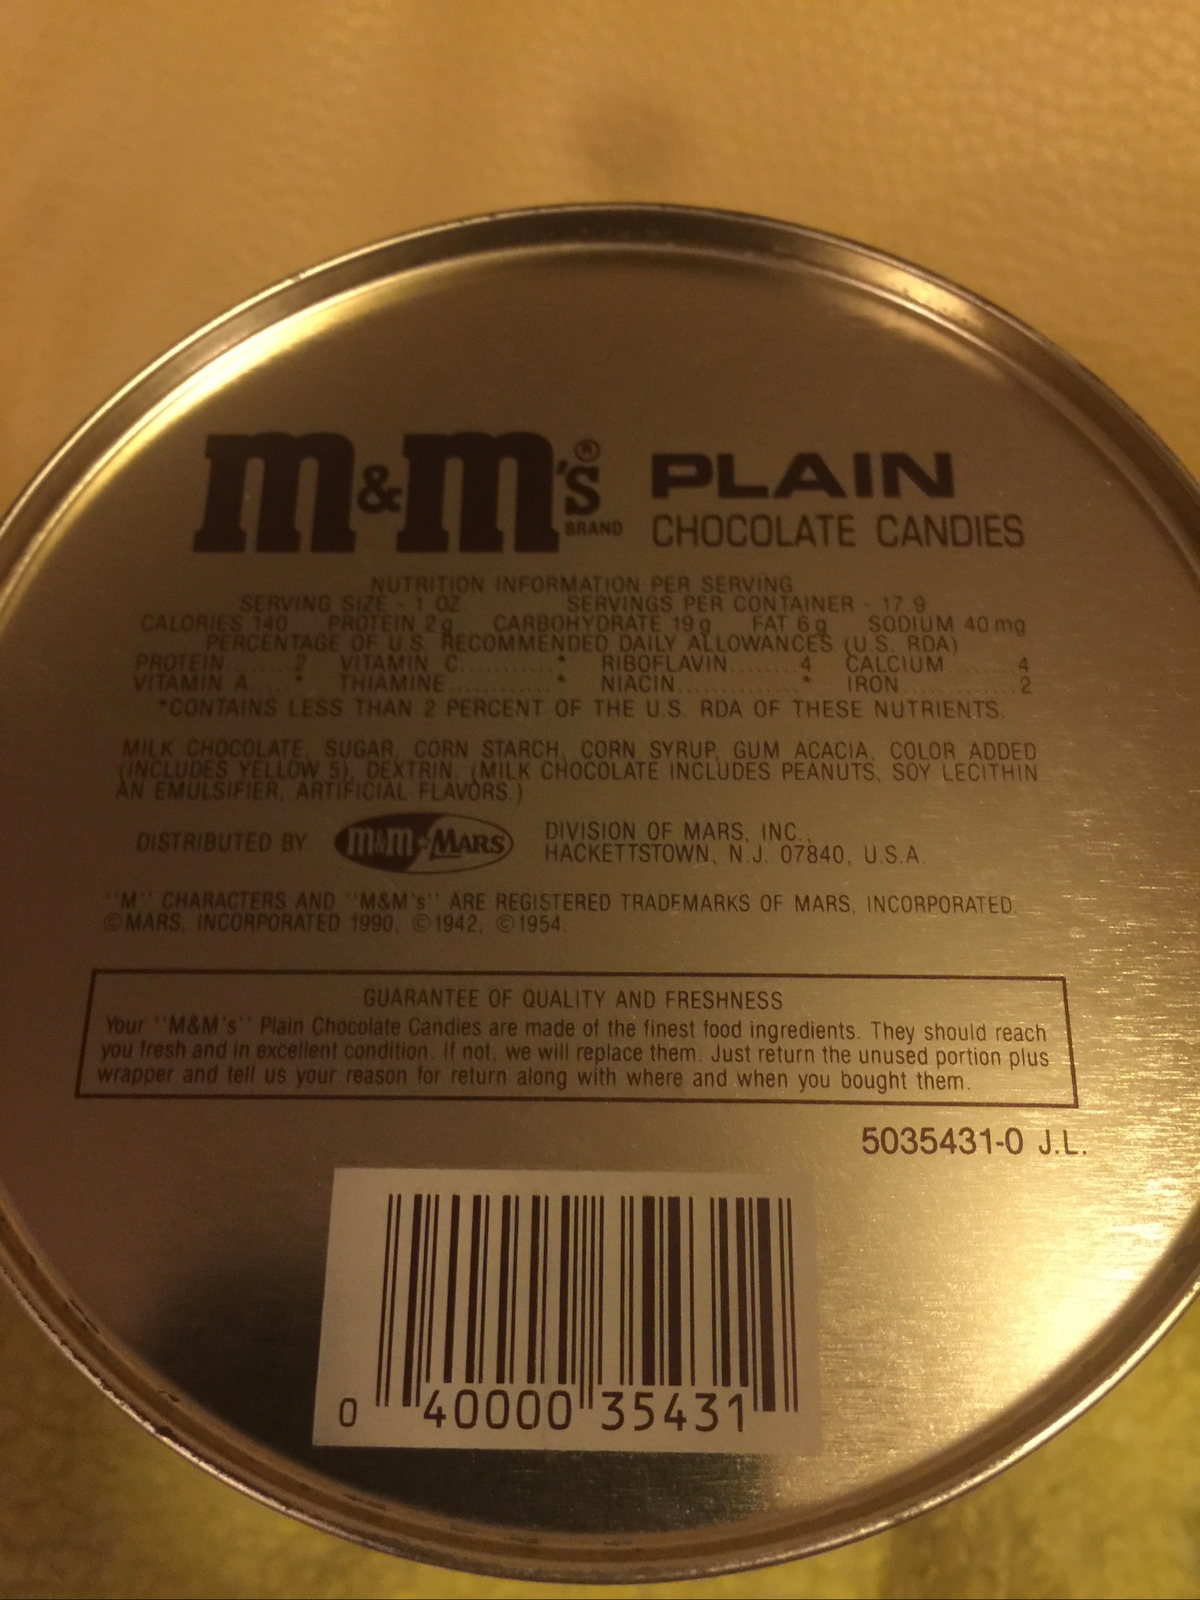 m&m's® BRAND PLAIN
CHOCOLATE CANDIES
NUTRITION INFORMATION PER SERVING
SERVING SIZE - 1 OZ. SERVINGS PER CONTAINER - 17.9
CALORIES 140 PROTEIN 2g CARBOHYDRATE 19g FAT 6g SODIUM 40mg
PERCENTAGE OF U.S. RECOMMENDED DAILY ALLOWANCES (U.S. RDA)
PROTEIN.......2 VITAMIN C...........* RIBOFLAVIN.......4 CALCIUM.......4
VITAMIN A....* THIAMINE...........* NIACIN.............* IRON............2
*CONTAINS LESS THAN 2 PERCENT OF THE U.S. RDA OF THESE NUTRIENTS.
MILK CHOCOLATE, SUGAR, CORN STARCH, CORN SYRUP, GUM ACACIA, COLOR ADDED
(INCLUDES YELLOW 5), DEXTRIN. (MILK CHOCOLATE INCLUDES PEANUTS, SOY LECITHIN
AN EMULSIFIER, ARTIFICIAL FLAVORS.)
DISTRIBUTED BY m&m★MARS DIVISION OF MARS, INC.,
HACKETTSTOWN, N.J. 07840, U.S.A.
"M" CHARACTERS AND "M&M's" ARE REGISTERED TRADEMARKS OF MARS, INCORPORATED.
©MARS, INCORPORATED 1990, ©1942, ©1954.
GUARANTEE OF QUALITY AND FRESHNESS
Your "M&M's" Plain Chocolate Candies are made of the finest food ingredients. They should reach
you fresh and in excellent condition. If not, we will replace them. Just return the unused portion plus
wrapper and tell us your reason for return along with where and when you bought them.
5035431-0 J.L.
0 40000 35431